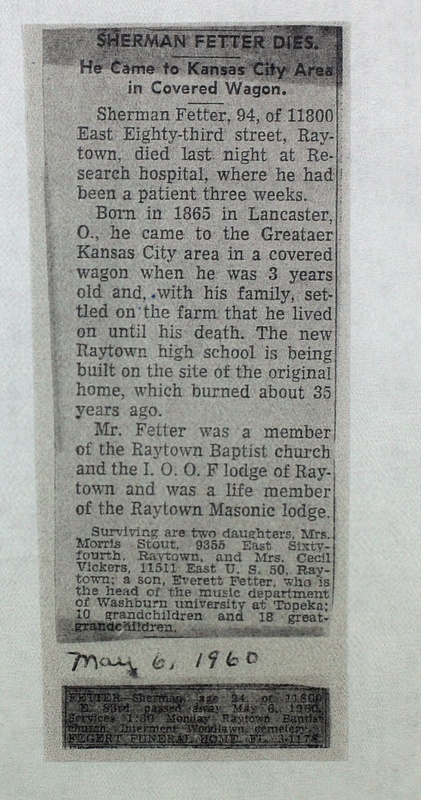 SHERMAN FETTER DIES.
He Came to Kansas City Area
in Covered Wagon.
Sherman Fetter, 94, of 11800
East Eighty-third street, Ray-
town, died last night at Re-
search hospital, where he had
been a patient three weeks.
Born in 1865 in Lancaster,
O., he came to the Greataer
Kansas City area in a covered
wagon when he was 3 years
old and, with his family, set-
tled on the farm that he lived
on until his death. The new
Raytown high school is being
built on the site of the original
home, which burned about 35
years ago.
Mr. Fetter was a member
of the Raytown Baptist church
and the I. O. O. F lodge of Ray-
town and was a life member
of the Raytown Masonic lodge.
Surviving are two daughters, Mrs.
Morris Stout, 9355 East Sixty-
fourth, Raytown, and Mrs. Cecil
Vickers, 11511 East U. S. 50, Ray-
town; a son, Everett Fetter, who is
the head of the music department
of Washburn university at Topeka;
10 grandchildren and 18 great-
grandchildren.
May 6, 1960
FETTER—Sherman, age 94, of 11800
E. 83rd passed away May 6, 1960.
Services 1:30 Monday Raytown Baptist
church. Interment Woodlawn cemetery.
FEGERT FUNERAL HOME. FL. 3-1178